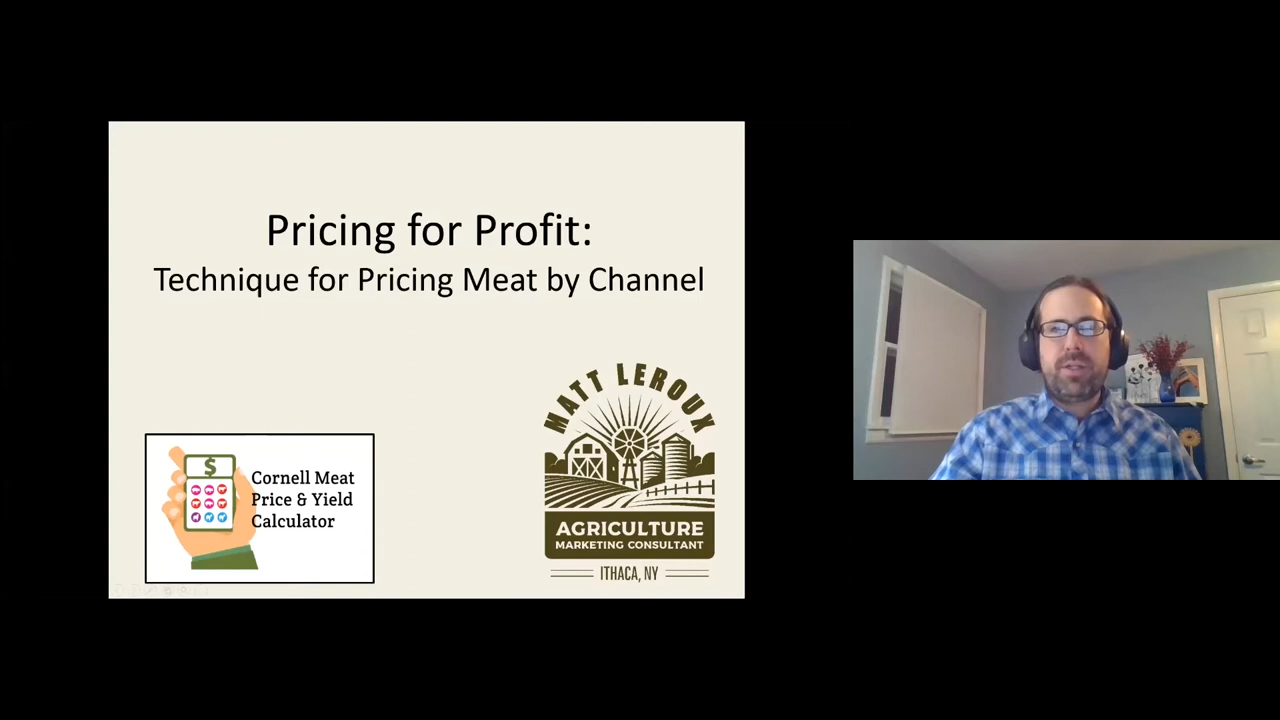 Pricing for Profit:
Technique for Pricing Meat by Channel
$
Cornell Meat
Price & Yield
Calculator
MATT LEROUX
AGRICULTURE
MARKETING CONSULTANT
ITHACA, NY